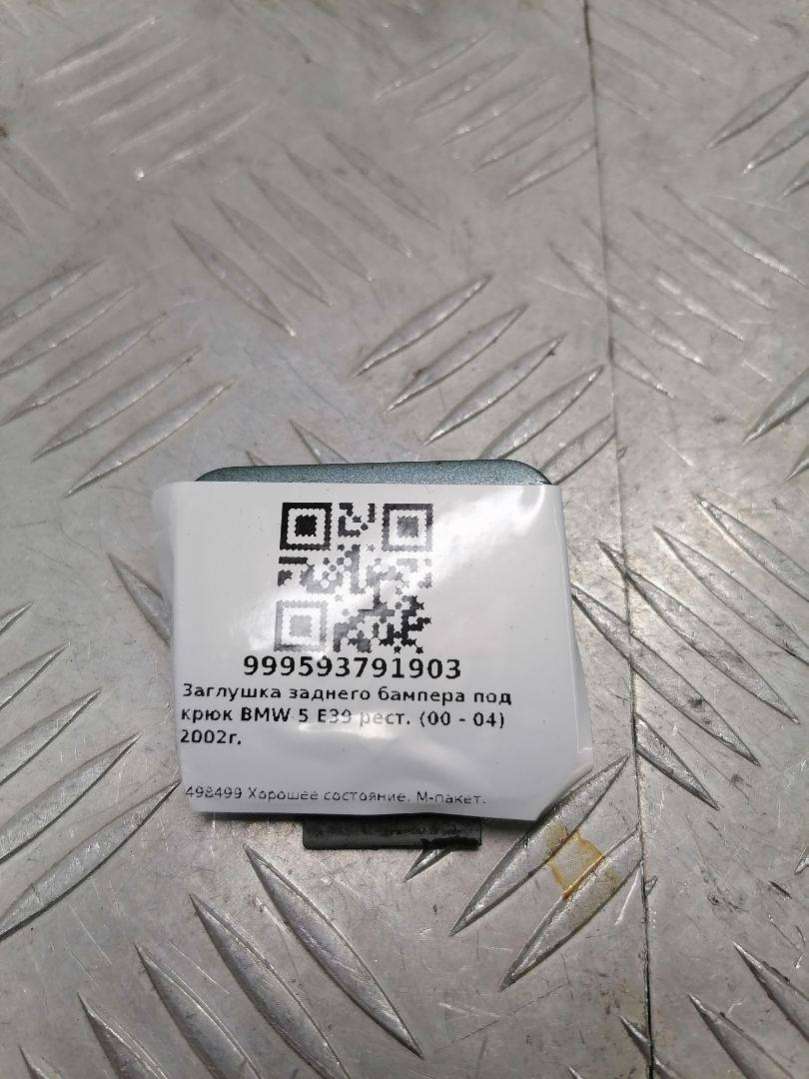 999593791903
Заглушка заднего бампера под
крюк BMW 5 E39 рест. (00 - 04)
2002г.
498499 Хорошее состояние. М-пакет.